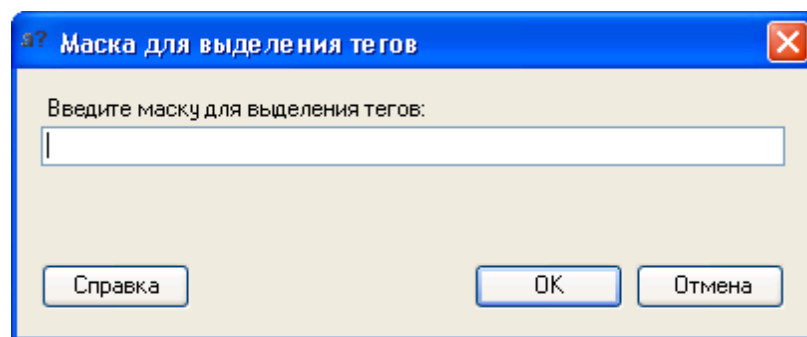 а? Маска для выделения тегов
Введите маску для выделения тегов:
Справка OK Отмена